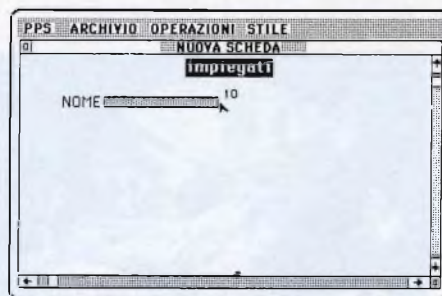 PPS ARCHIVIO OPERAZIONI STILE
NUOVA SCHEDA
impiegati
NOME 10